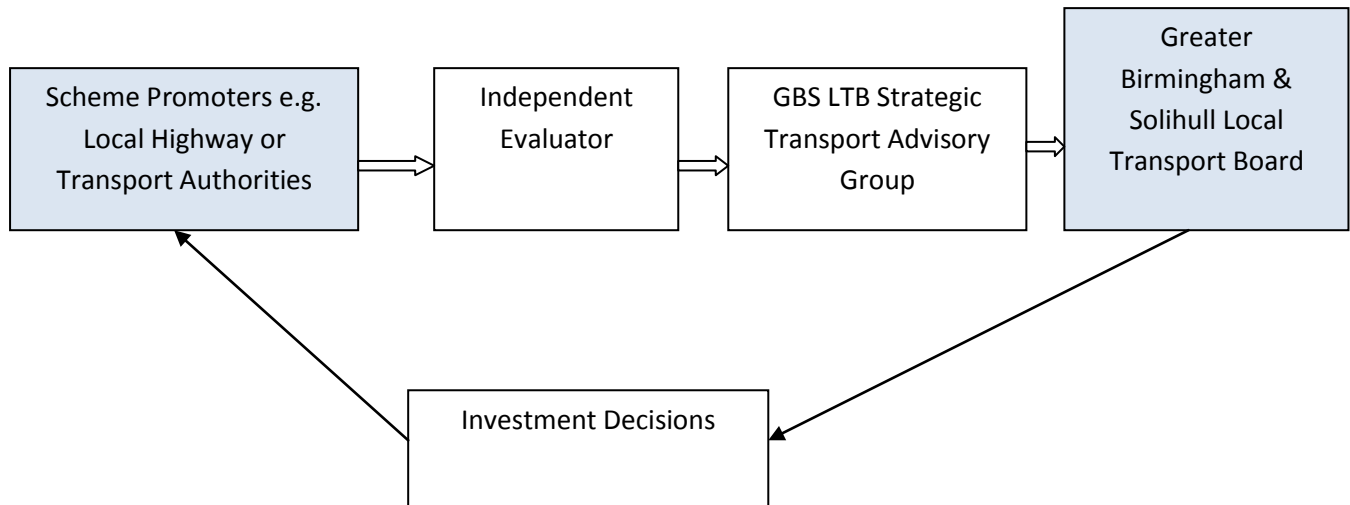 Scheme Promoters e.g.
Local Highway or
Transport Authorities
Independent
Evaluator
GBS LTB Strategic
Transport Advisory
Group
Greater
Birmingham &
Solihull Local
Transport Board
Investment Decisions